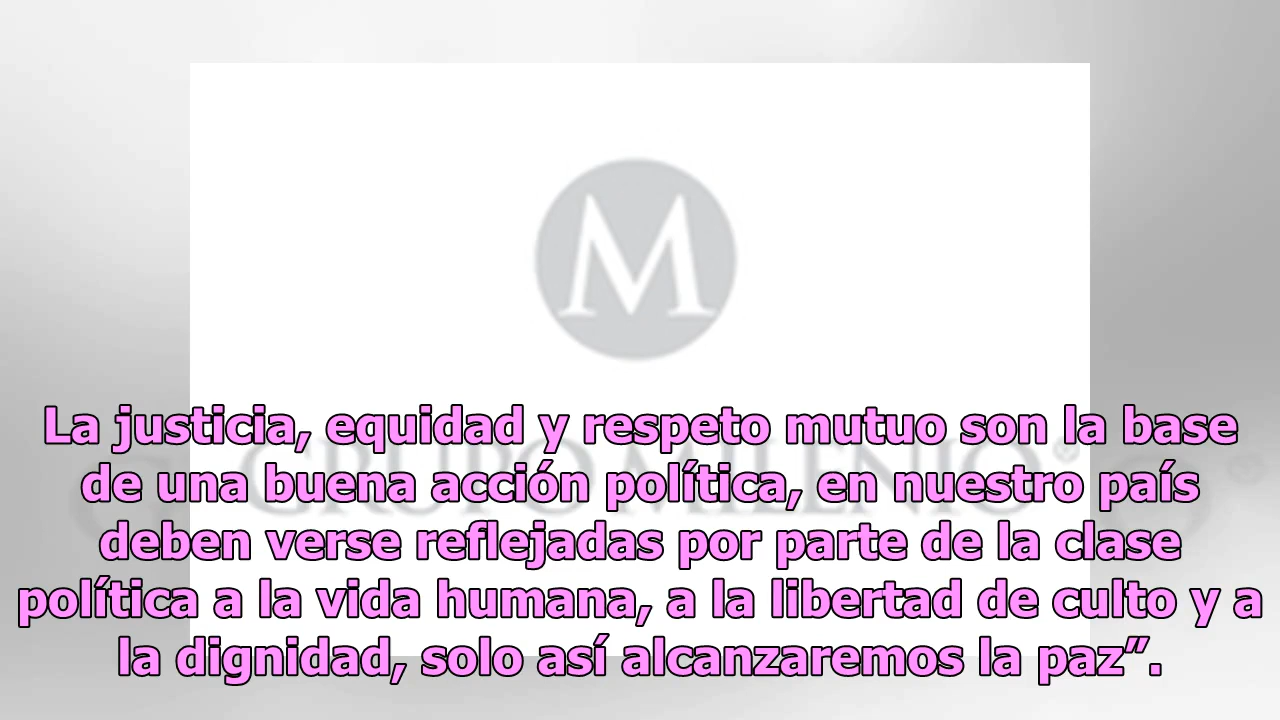 M
La justicia, equidad y respeto mutuo son la base
GRUPO MILENIO®
de una buena acción política, en nuestro país
deben verse reflejadas por parte de la clase
política a la vida humana, a la libertad de culto y a
la dignidad, solo así alcanzaremos la paz”.